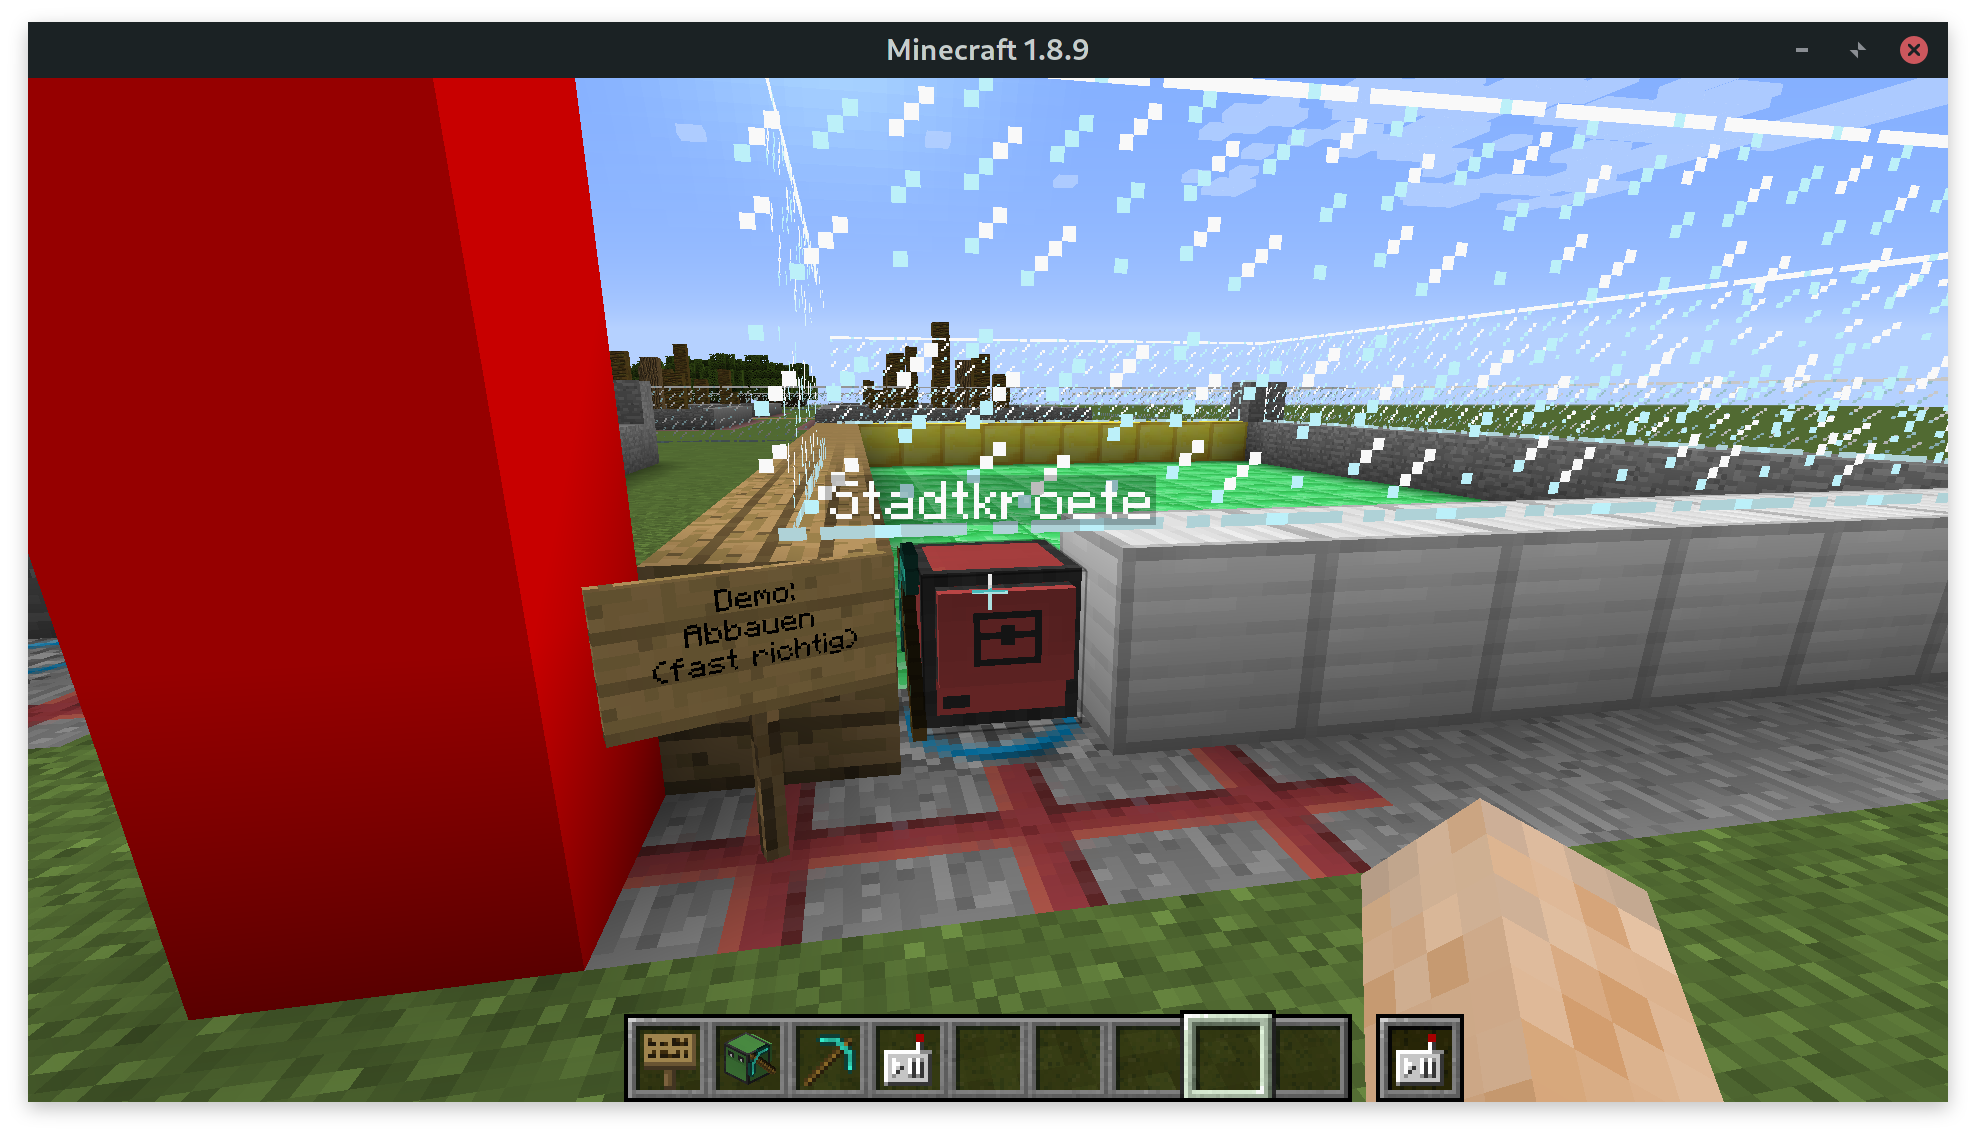 Minecraft 1.8.9
Stadtkroete
Demo:
Abbauen
(fast richtig)